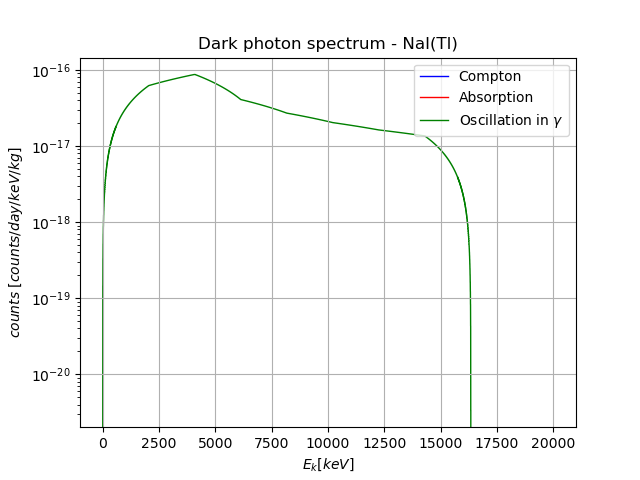 Dark photon spectrum - NaI(Tl)
Compton
Absorption
Oscillation in γ
counts [counts/day/keV/kg]
10⁻¹⁶
10⁻¹⁷
10⁻¹⁸
10⁻¹⁹
10⁻²⁰
0 2500 5000 7500 10000 12500 15000 17500 20000
Eₖ[keV]